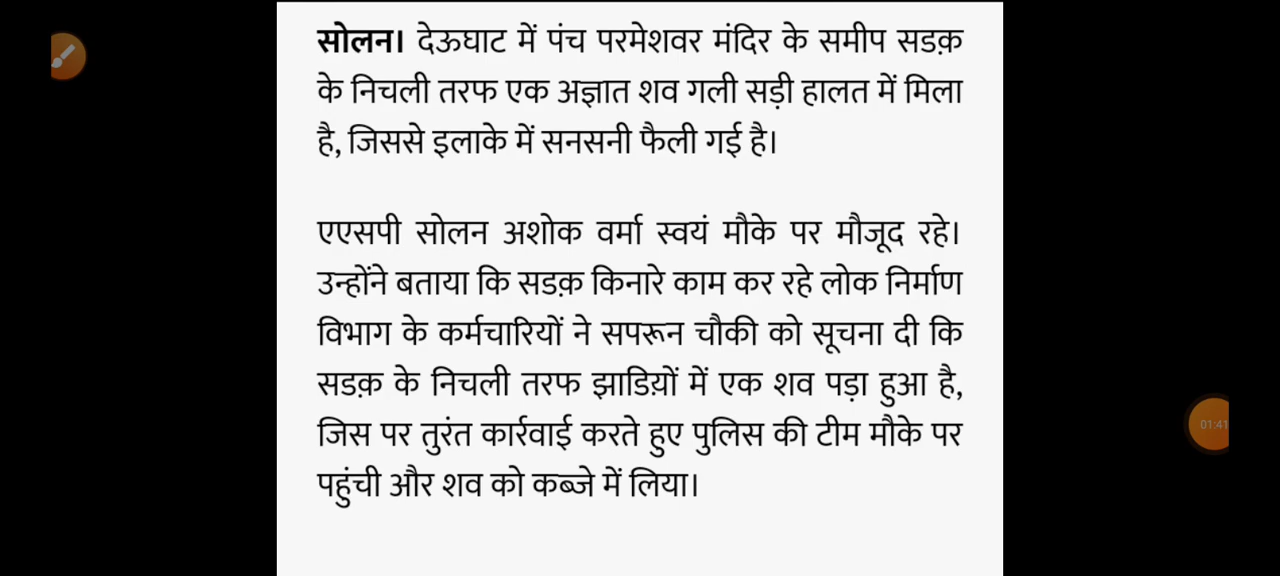 सोलन। देऊघाट में पंच परमेशवर मंदिर के समीप सडक़
के निचली तरफ एक अज्ञात शव गली सड़ी हालत में मिला
है, जिससे इलाके में सनसनी फैली गई है।
एएसपी सोलन अशोक वर्मा स्वयं मौके पर मौजूद रहे।
उन्होंने बताया कि सडक़ किनारे काम कर रहे लोक निर्माण
विभाग के कर्मचारियों ने सपरून चौकी को सूचना दी कि
सडक़ के निचली तरफ झाडिय़ों में एक शव पड़ा हुआ है,
जिस पर तुरंत कार्रवाई करते हुए पुलिस की टीम मौके पर
पहुंची और शव को कब्जे में लिया।
01:41